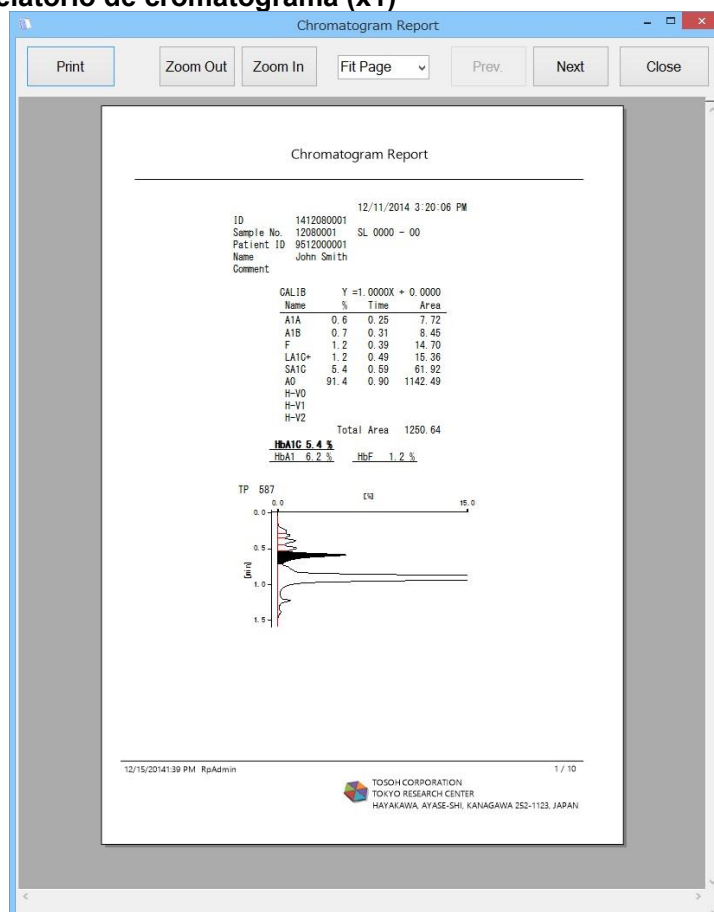 elatório de cromatograma (x1)
Chromatogram Report
Print Zoom Out Zoom In Fit Page Prev. Next Close
Chromatogram Report
12/11/2014 3:20:06 PM
ID 1412080001
Sample No. 12080001 SL 0000 - 00
Patient ID 9512000001
Name John Smith
Comment
CALIB Y =1.0000X + 0.0000
Name % Time Area
A1A 0.6 0.25 7.72
A1B 0.7 0.31 8.45
F 1.2 0.39 14.70
LA1C+ 1.2 0.49 15.36
SA1C 5.4 0.59 61.92
A0 91.4 0.90 1142.49
H-V0
H-V1
H-V2
Total Area 1250.64
HbA1C 5.4 %
HbA1 6.2 % HbF 1.2 %
TP 587
0.0 [%] 15.0
0.0
0.5
[min]
1.0
1.5
12/15/20141:39 PM RpAdmin 1 / 10
TOSOH CORPORATION
TOKYO RESEARCH CENTER
HAYAKAWA, AYASE-SHI, KANAGAWA 252-1123, JAPAN